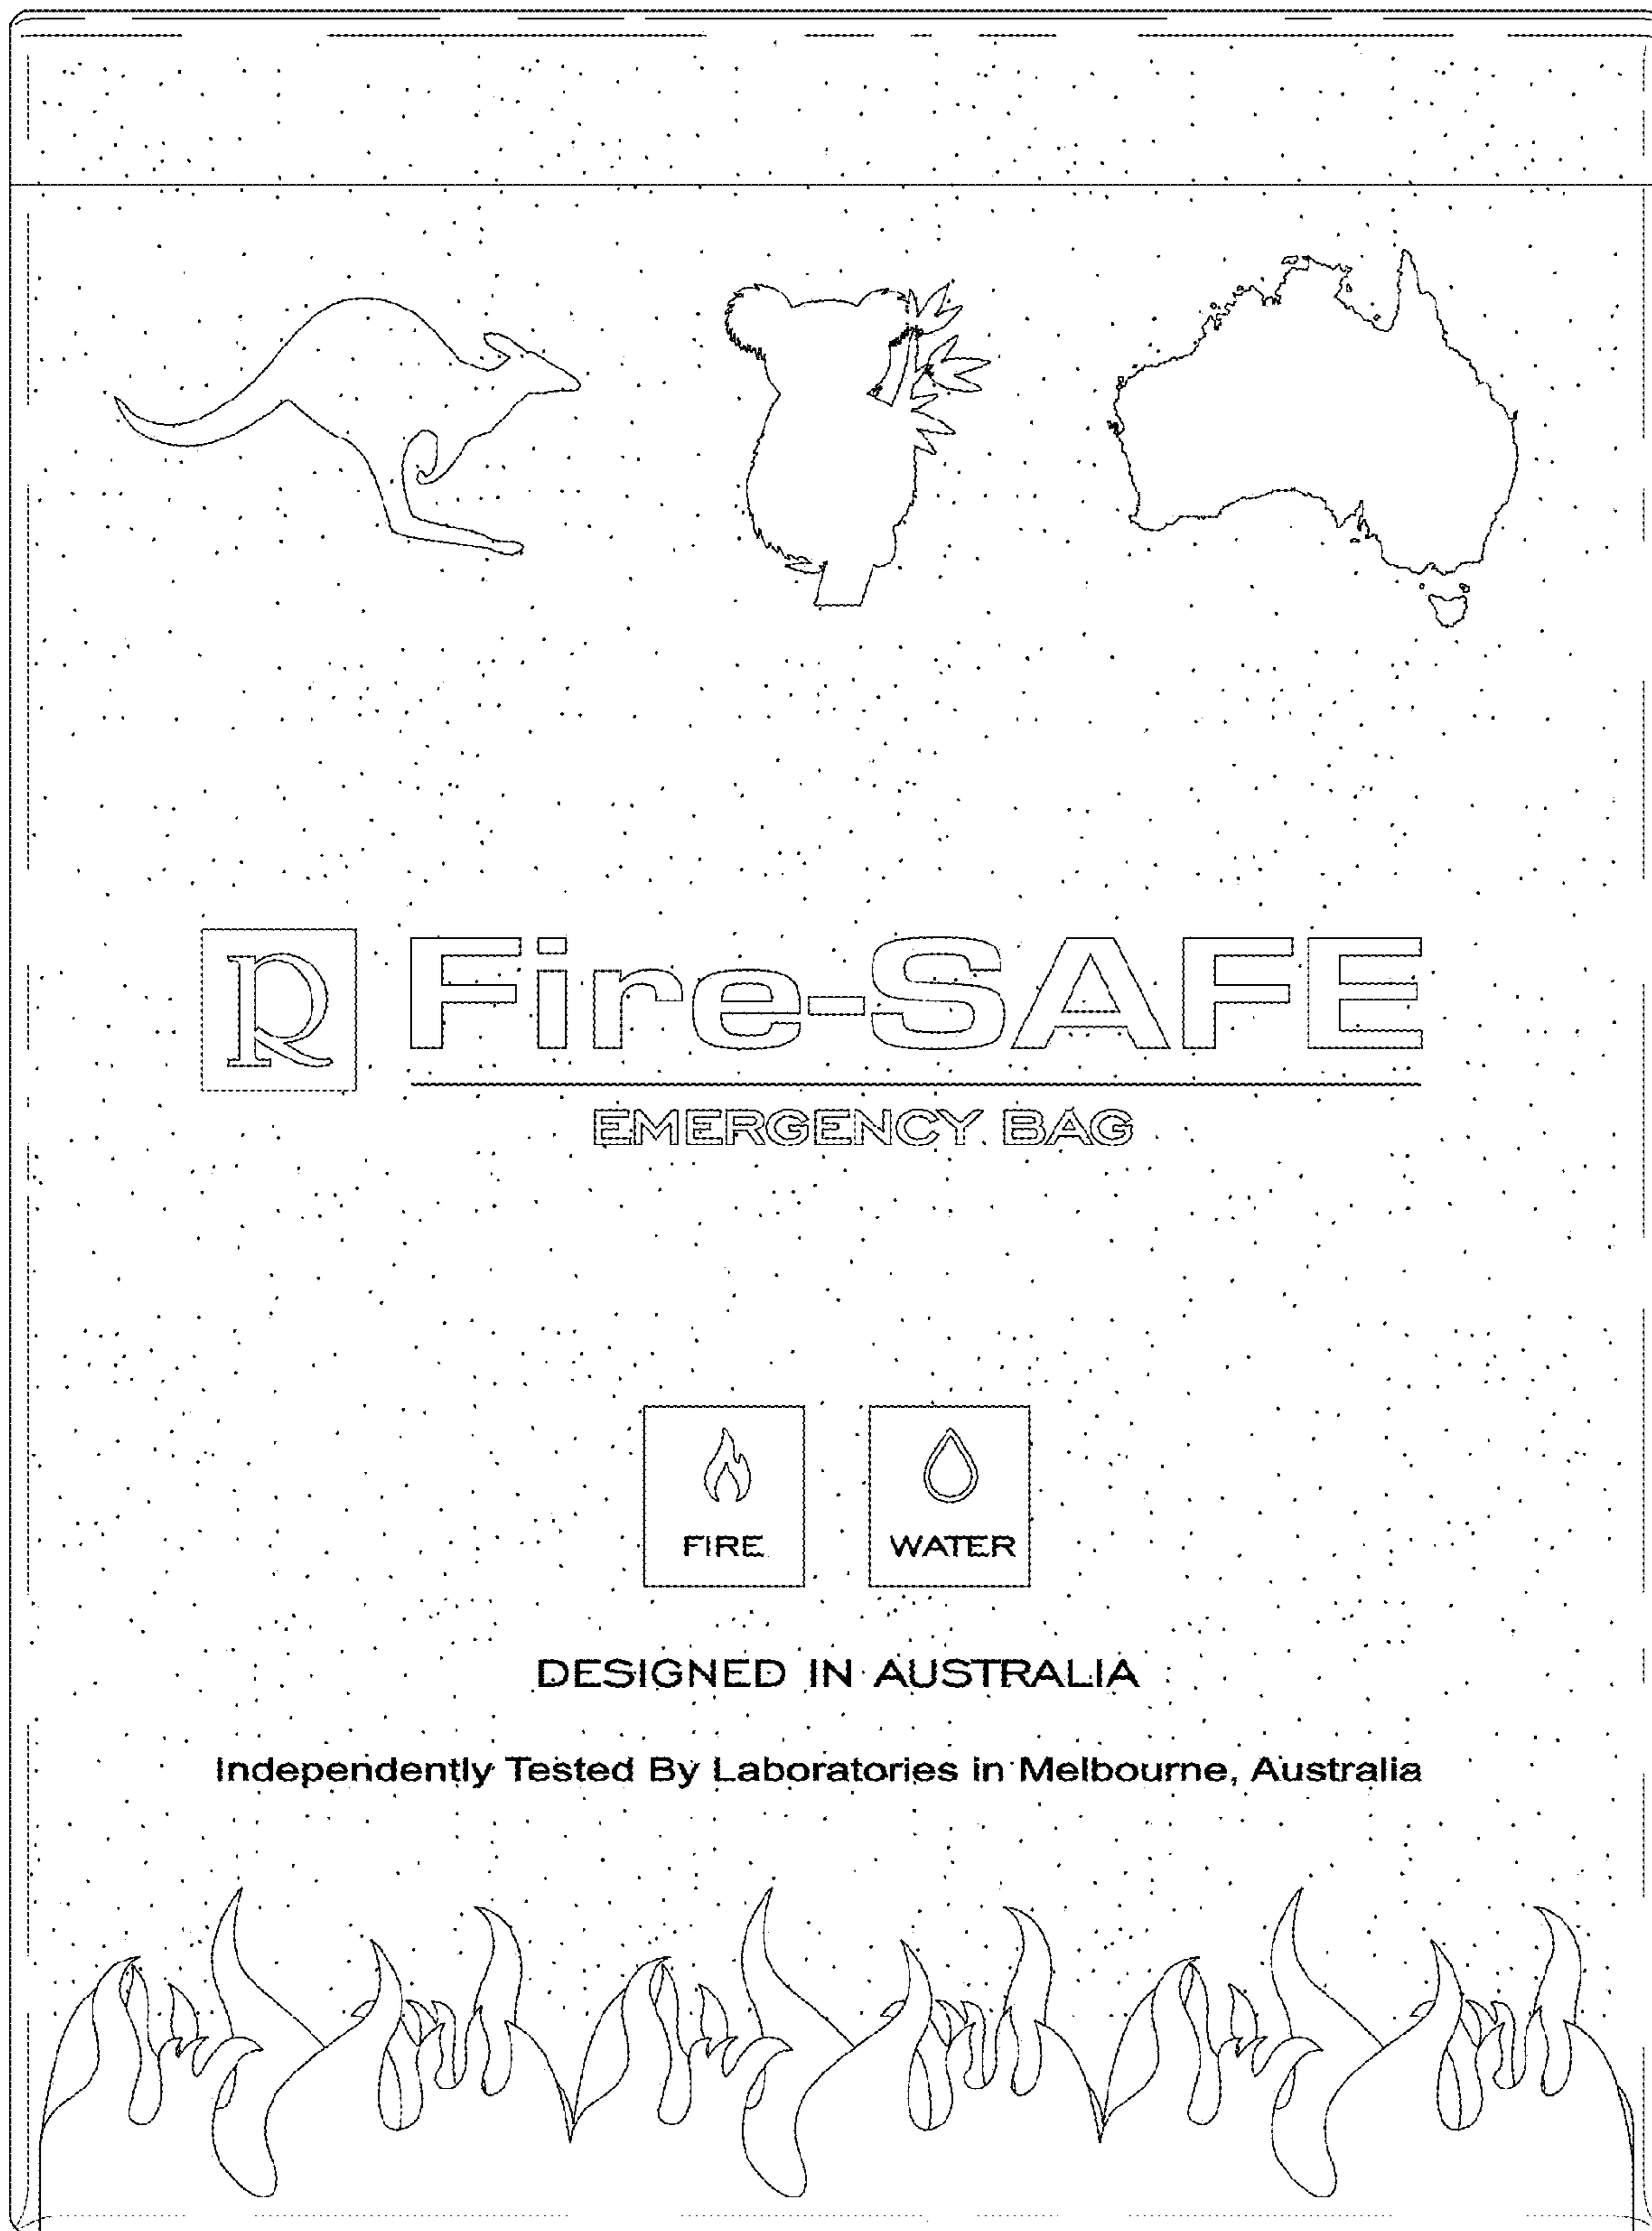 R Fire-SAFE
EMERGENCY BAG
FIRE WATER
DESIGNED IN AUSTRALIA
Independently Tested By Laboratories in Melbourne, Australia